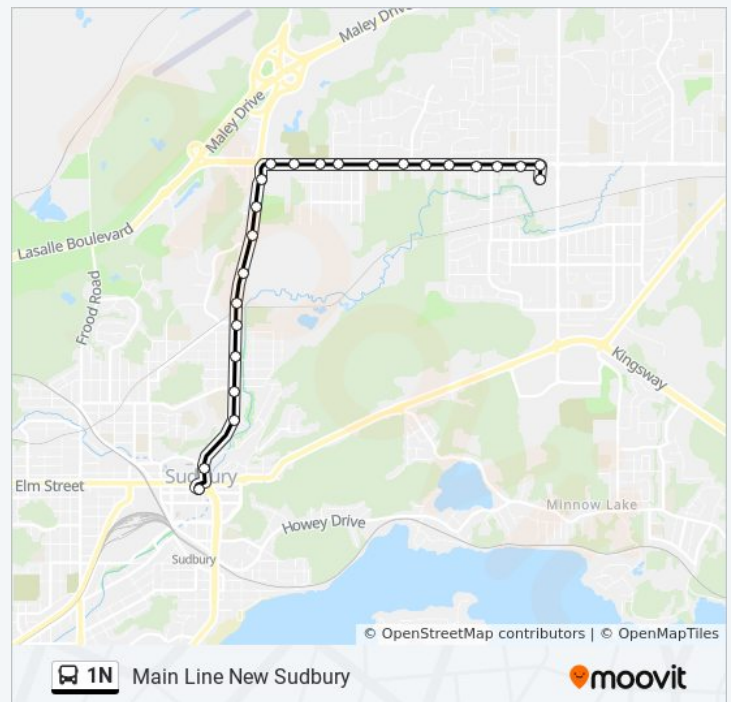 Maley Drive
Maley Drive
Lasalle Boulevard
Frood Road
Kingsway
Sudbury
Elm Street
Minnow Lake
Howey Drive
Sudbury
© OpenStreetMap contributors | © OpenMapTiles
1N Main Line New Sudbury
moovit